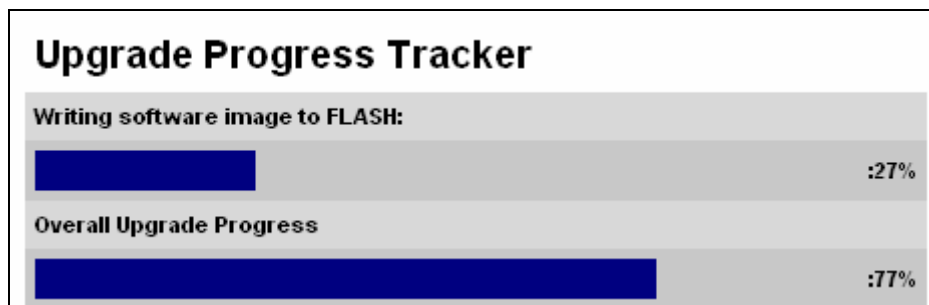 Upgrade Progress Tracker
Writing software image to FLASH:
:27%
Overall Upgrade Progress
:77%